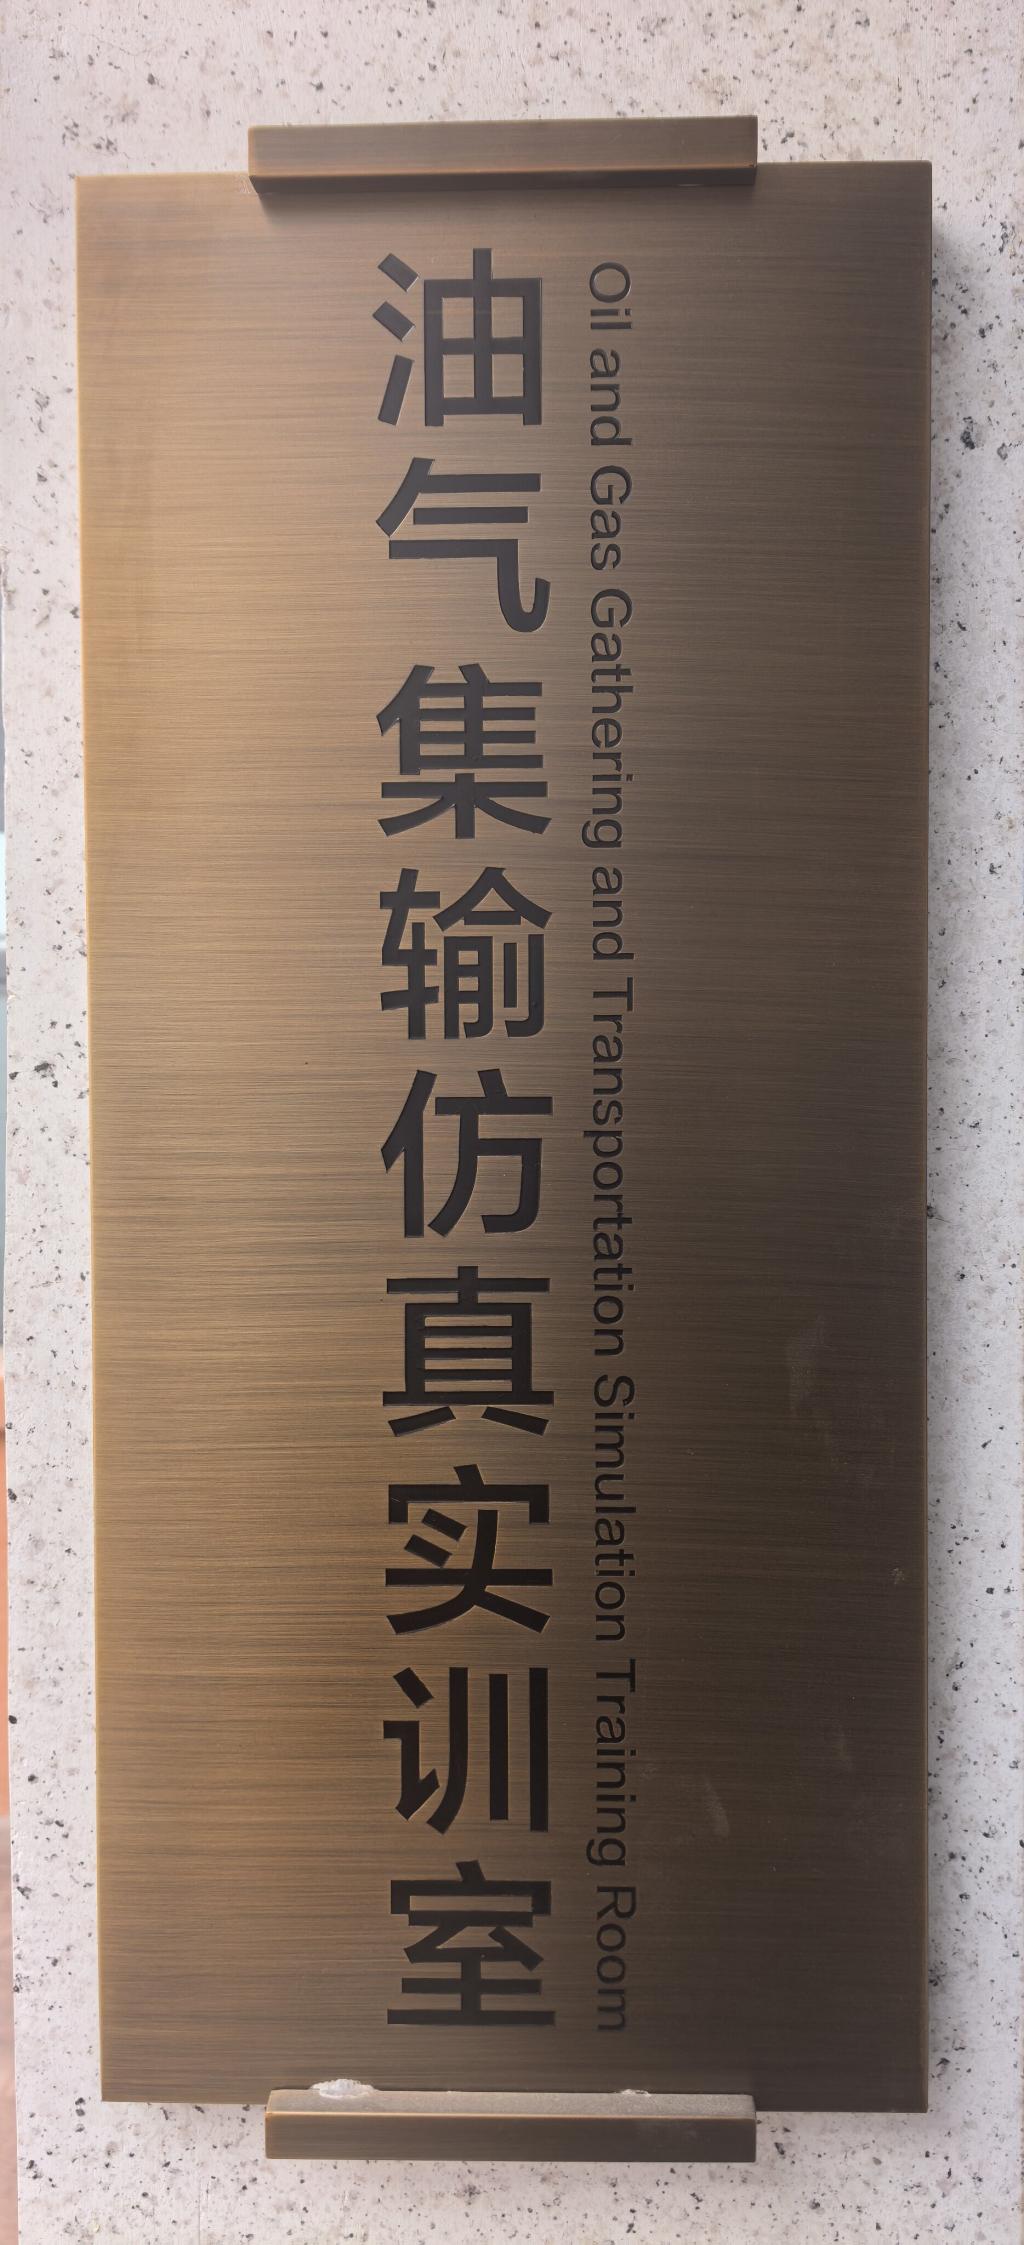 油气集输仿真实训室
Oil and Gas Gathering and Transportation Simulation Training Room